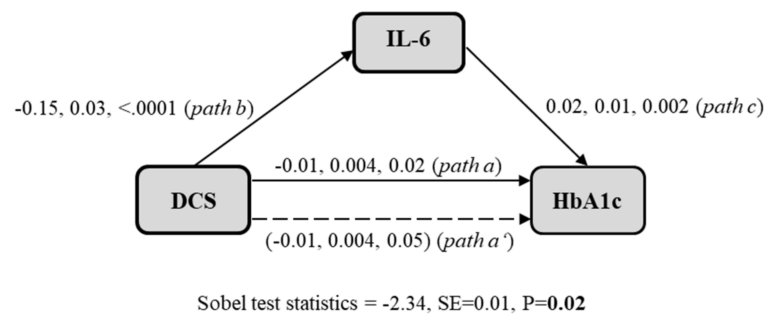 IL-6
-0.15, 0.03, <.0001 (path b)
0.02, 0.01, 0.002 (path c)
-0.01, 0.004, 0.02 (path a)
DCS
HbA1c
(-0.01, 0.004, 0.05) (path a‘)
Sobel test statistics = -2.34, SE=0.01, P=0.02